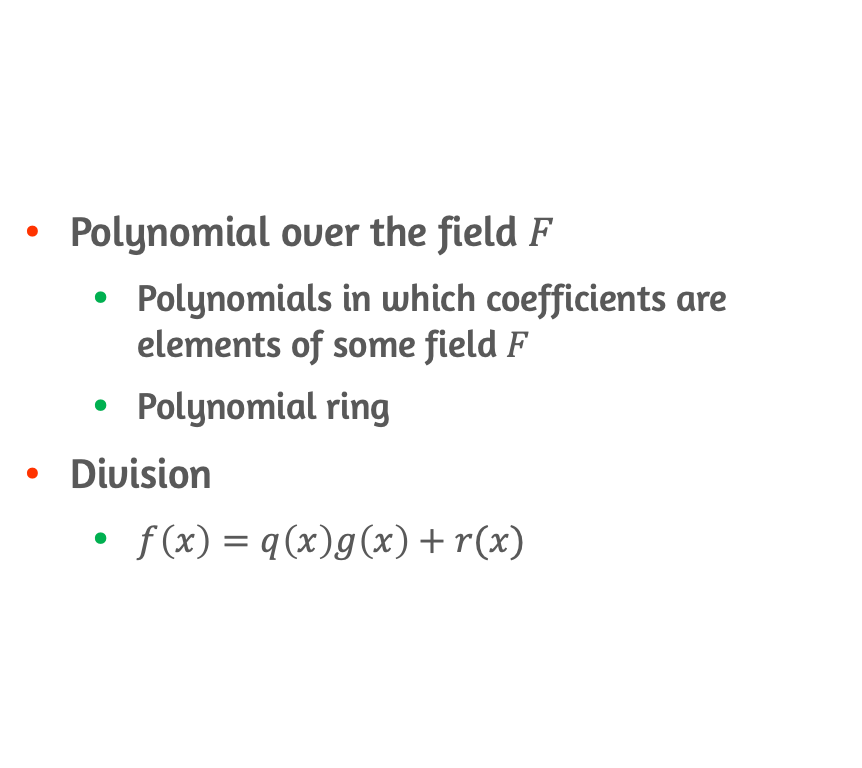 • Polynomial over the field 𝐹
• Polynomials in which coefficients are
elements of some field 𝐹
• Polynomial ring
• Division
• 𝑓(𝑥) = 𝑞(𝑥)𝑔(𝑥) + 𝑟(𝑥)